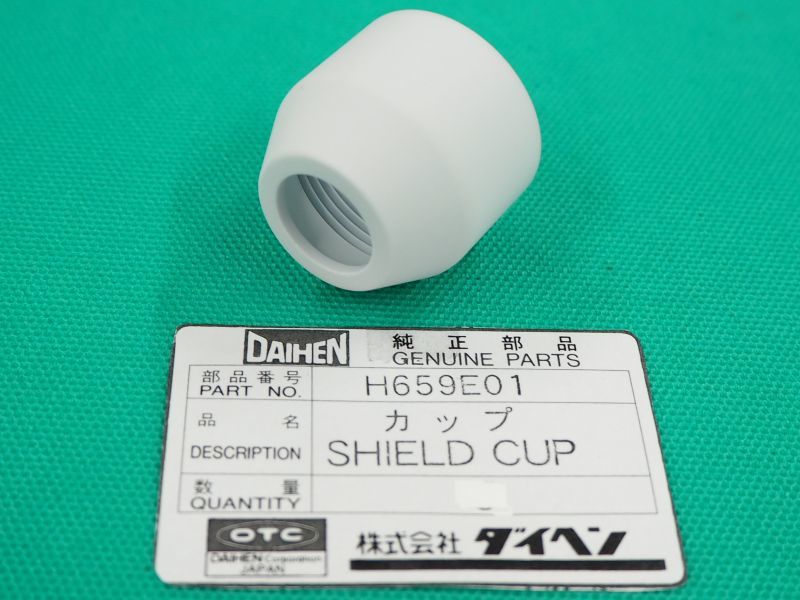 DAIHEN 純正部品
GENUINE PARTS
部品番号
PART NO. H659E01
品名 カップ
DESCRIPTION SHIELD CUP
数量
QUANTITY
OTC
DAIHEN Corporation
JAPAN
株式会社 ダイヘン